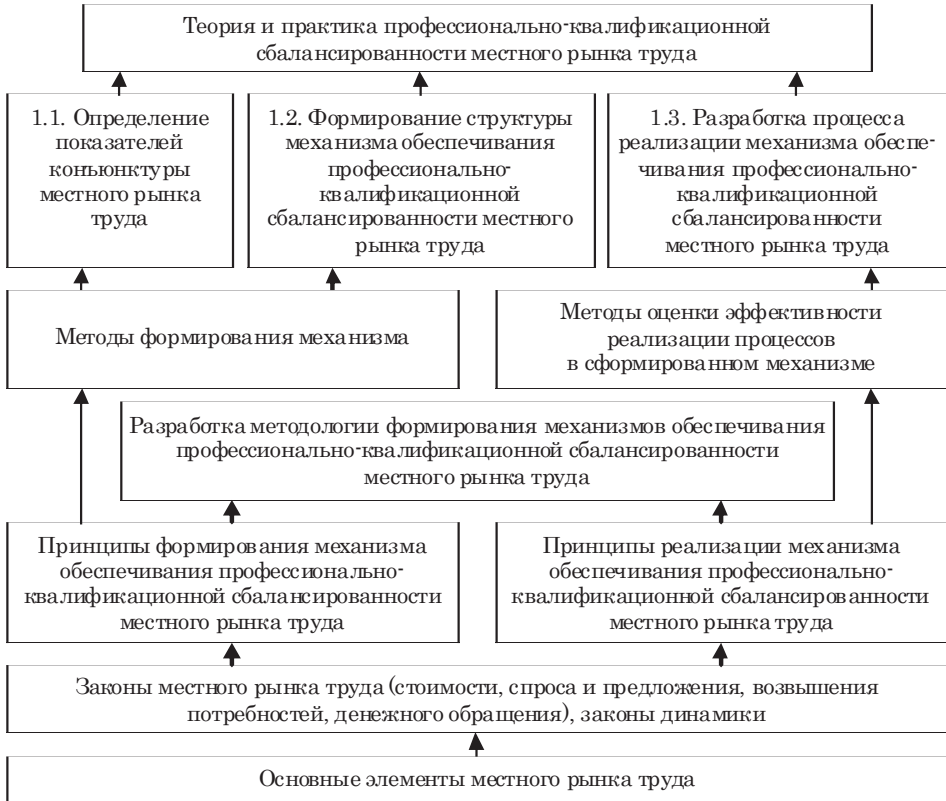 Теория и практика профессионально-квалификационной
сбалансированности местного рынка труда
1.1. Определение
показателей
конъюнктуры
местного рынка
труда
1.2. Формирование структуры
механизма обеспечивания
профессионально-
квалификационной
сбалансированности местного
рынка труда
1.3. Разработка процесса
реализации механизма обеспе-
чивания профессионально-
квалификационной
сбалансированности
местного рынка труда
Методы формирования механизма
Методы оценки эффективности
реализации процессов
в сформированном механизме
Разработка методологии формирования механизмов обеспечивания
профессионально-квалификационной сбалансированности
местного рынка труда
Принципы формирования механизма
обеспечивания профессионально-
квалификационной сбалансированности
местного рынка труда
Принципы реализации механизма
обеспечивания профессионально-
квалификационной сбалансированности
местного рынка труда
Законы местного рынка труда (стоимости, спроса и предложения, возвышения
потребностей, денежного обращения), законы динамики
Основные элементы местного рынка труда